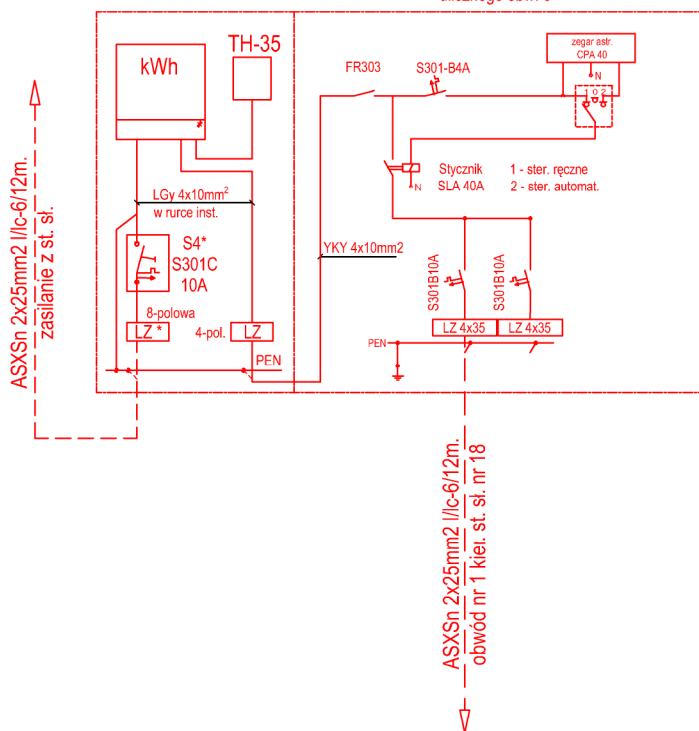 kWh
*
TH-35
LGy 4x10mm²
w rurce inst.
S4*
S301C
10A
8-polowa
LZ *
4-pol.
LZ
PEN
ASXSn 2x25mm2 l/lc-6/12m.
zasilanie z st. sł.
FR303
S301-B4A
zegar astr.
CPA 40
N
1 0 2
Stycznik
SLA 40A
N
1 - ster. ręczne
2 - ster. automat.
YKY 4x10mm2
S301B10A
S301B10A
LZ 4x35
LZ 4x35
PEN
ASXSn 2x25mm2 l/lc-6/12m.
obwód nr 1 kier. st. sł. nr 18